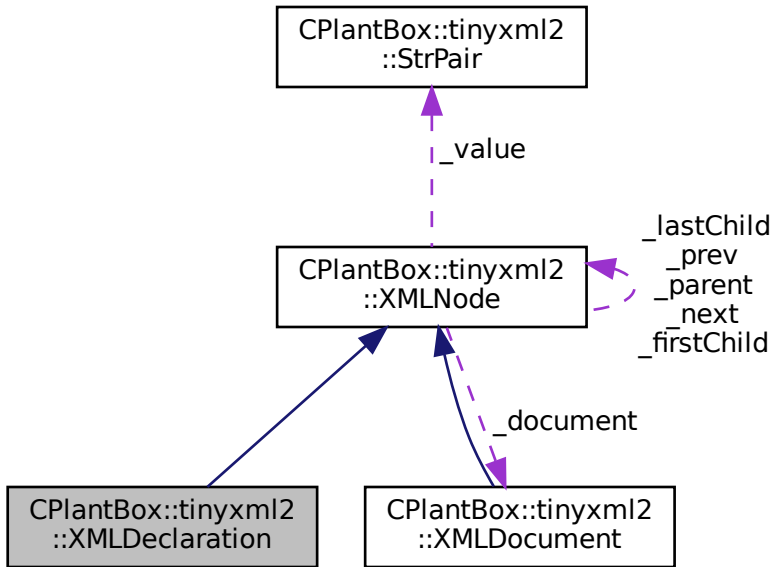 CPlantBox::tinyxml2
::StrPair
_value
_lastChild
_prev
_parent
_next
_firstChild
CPlantBox::tinyxml2
::XMLNode
_document
CPlantBox::tinyxml2
::XMLDeclaration
CPlantBox::tinyxml2
::XMLDocument